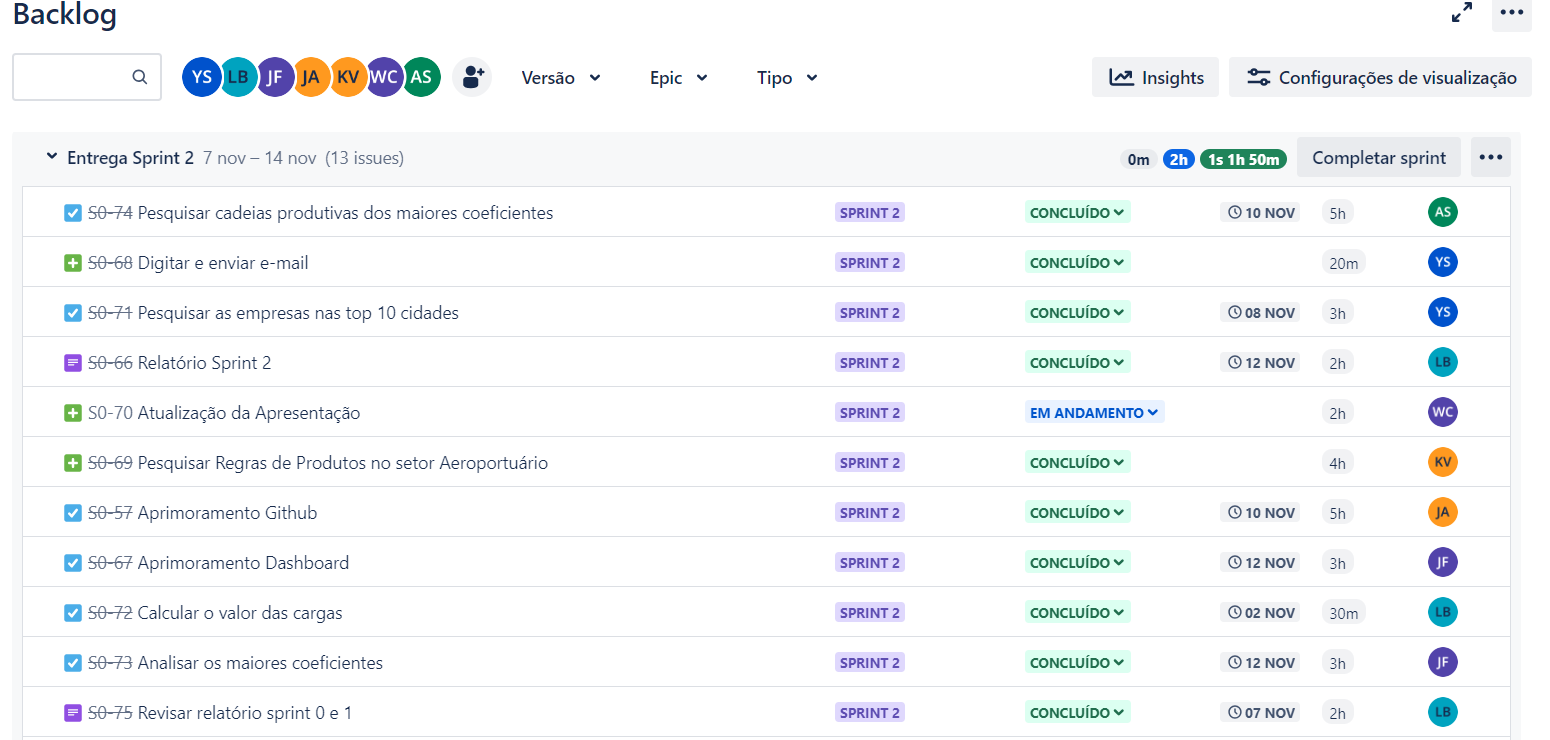 Backlog
YS LB JF JA KV WC AS Versão Epic Tipo Insights Configurações de visualização
Entrega Sprint 2 7 nov – 14 nov (13 issues) 0m 2h 1s 1h 50m Completar sprint
S0-74 Pesquisar cadeias produtivas dos maiores coeficientes SPRINT 2 CONCLUÍDO 10 NOV 5h AS
S0-68 Digitar e enviar e-mail SPRINT 2 CONCLUÍDO 20m YS
S0-71 Pesquisar as empresas nas top 10 cidades SPRINT 2 CONCLUÍDO 08 NOV 3h YS
S0-66 Relatório Sprint 2 SPRINT 2 CONCLUÍDO 12 NOV 2h LB
S0-70 Atualização da Apresentação SPRINT 2 EM ANDAMENTO 2h WC
S0-69 Pesquisar Regras de Produtos no setor Aeroportuário SPRINT 2 CONCLUÍDO 4h KV
S0-57 Aprimoramento Github SPRINT 2 CONCLUÍDO 10 NOV 5h JA
S0-67 Aprimoramento Dashboard SPRINT 2 CONCLUÍDO 12 NOV 3h JF
S0-72 Calcular o valor das cargas SPRINT 2 CONCLUÍDO 02 NOV 30m LB
S0-73 Analisar os maiores coeficientes SPRINT 2 CONCLUÍDO 12 NOV 3h JF
S0-75 Revisar relatório sprint 0 e 1 SPRINT 2 CONCLUÍDO 07 NOV 2h LB